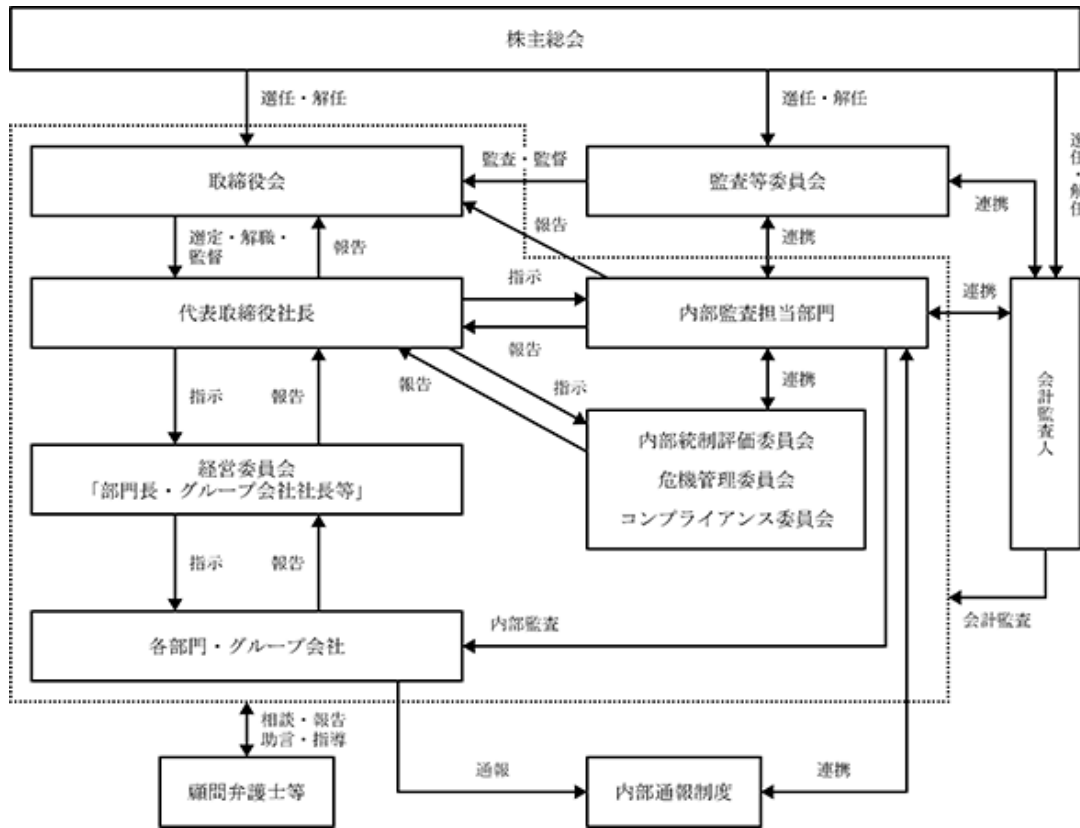 株主総会
選任・解任
選任・解任
選任・解任
取締役会
監査・監督
監査等委員会
連携
選定・解職・
監督
報告
報告
連携
代表取締役社長
指示
報告
内部監査担当部門
連携
会計監査人
指示
報告
報告
指示
連携
内部統制評価委員会
危機管理委員会
コンプライアンス委員会
経営委員会
「部門長・グループ会社社長等」
指示
報告
各部門・グループ会社
内部監査
会計監査
相談・報告
助言・指導
顧問弁護士等
通報
内部通報制度
連携